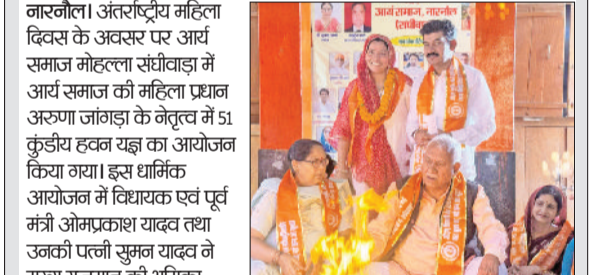 नारनौल। अंतर्राष्ट्रीय महिला
दिवस के अवसर पर आर्य
समाज मोहल्ला संघीवाड़ा में
आर्य समाज की महिला प्रधान
अरुणा जांगड़ा के नेतृत्व में 51
कुंडीय हवन यज्ञ का आयोजन
किया गया। इस धार्मिक
आयोजन में विधायक एवं पूर्व
मंत्री ओमप्रकाश यादव तथा
उनकी पत्नी सुमन यादव ने
आर्य समाज, नारनौल